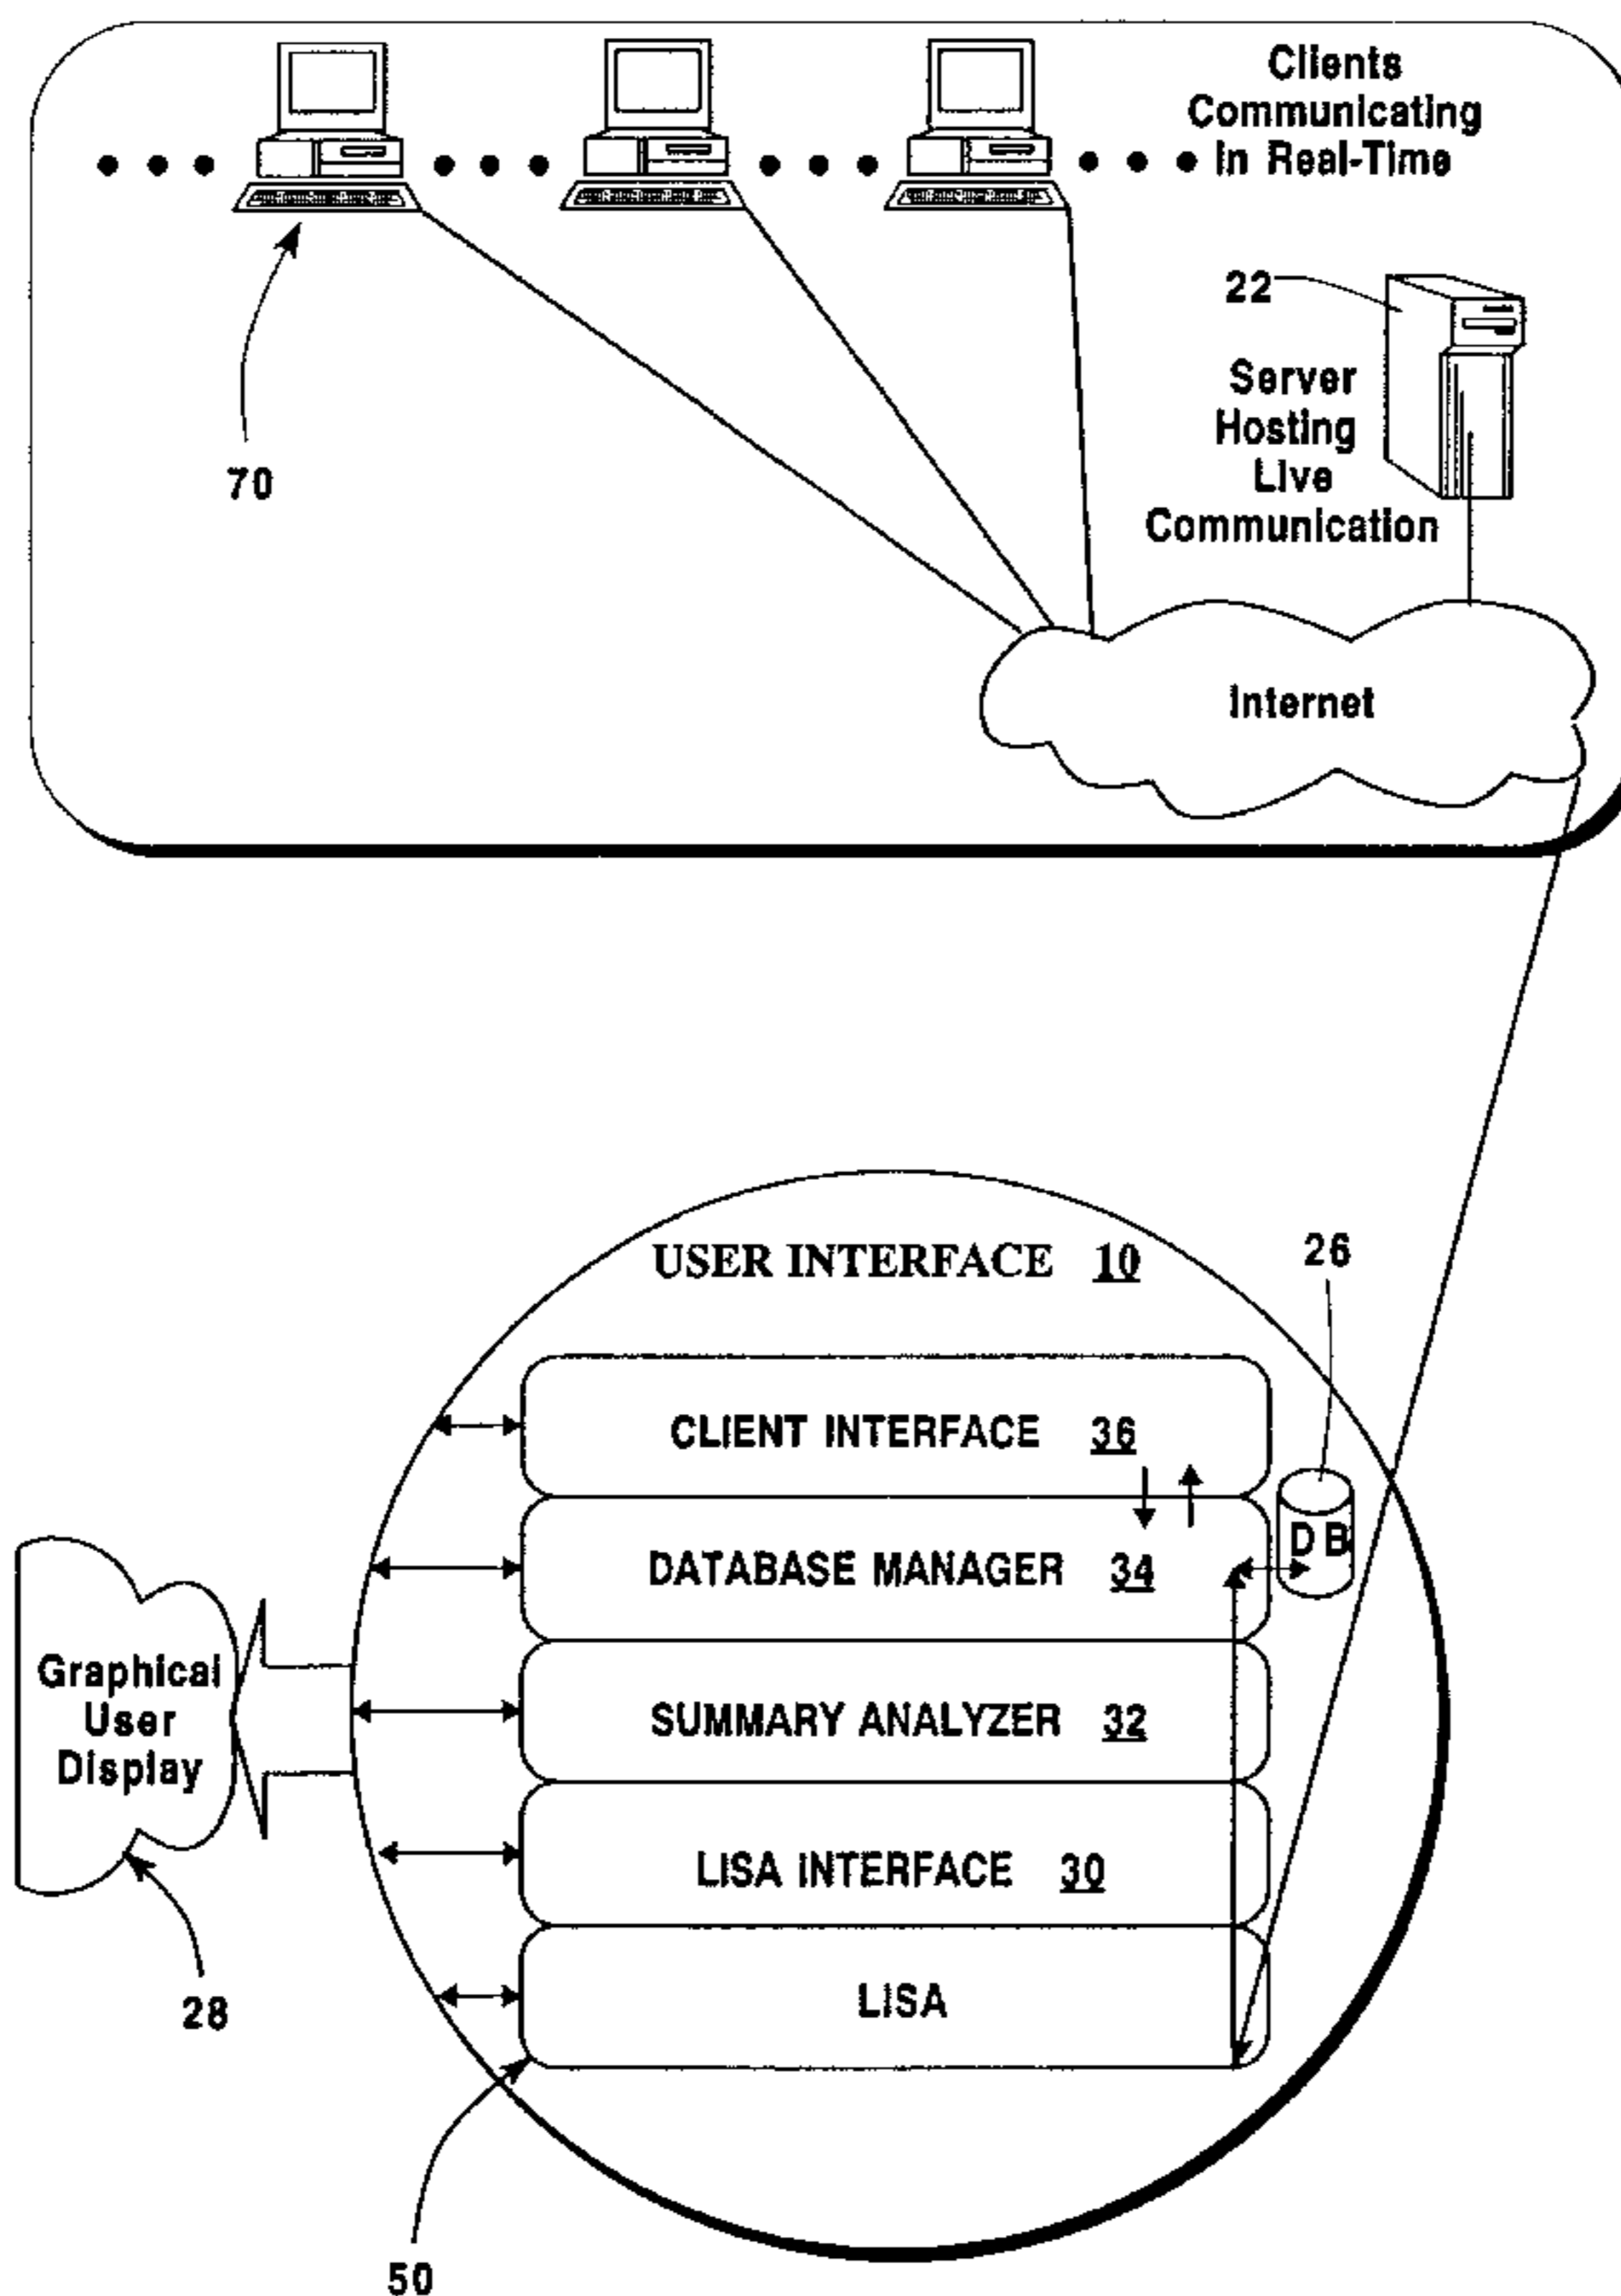 Clients
Communicating
In Real-Time
22
Server
Hosting
Live
Communication
70
Internet
USER INTERFACE 10
26
CLIENT INTERFACE 36
DB
DATABASE MANAGER 34
Graphical
User
Display
SUMMARY ANALYZER 32
LISA INTERFACE 30
28
LISA
50